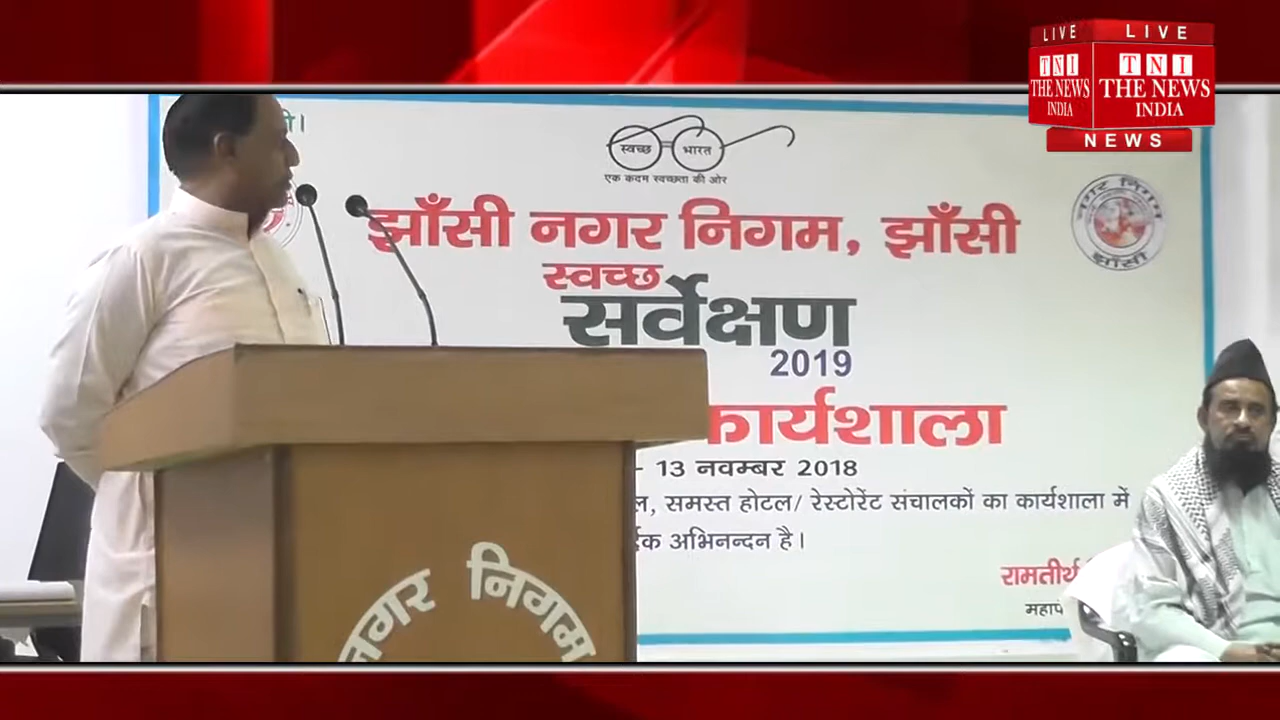 LIVE
LIVE
TNI
THE NEWS
INDIA
TNI
THE NEWS
INDIA
NEWS
स्वच्छ भारत
एक कदम स्वच्छता की ओर
झाँसी नगर निगम, झाँसी
नगर निगम
झाँसी
स्वच्छ
सर्वेक्षण
2019
कार्यशाला
- 13 नवम्बर 2018
समस्त होटल/ रेस्टोरेंट संचालकों का कार्यशाला में
अभिनन्दन है।
रामतीर्थ
नगर निगम